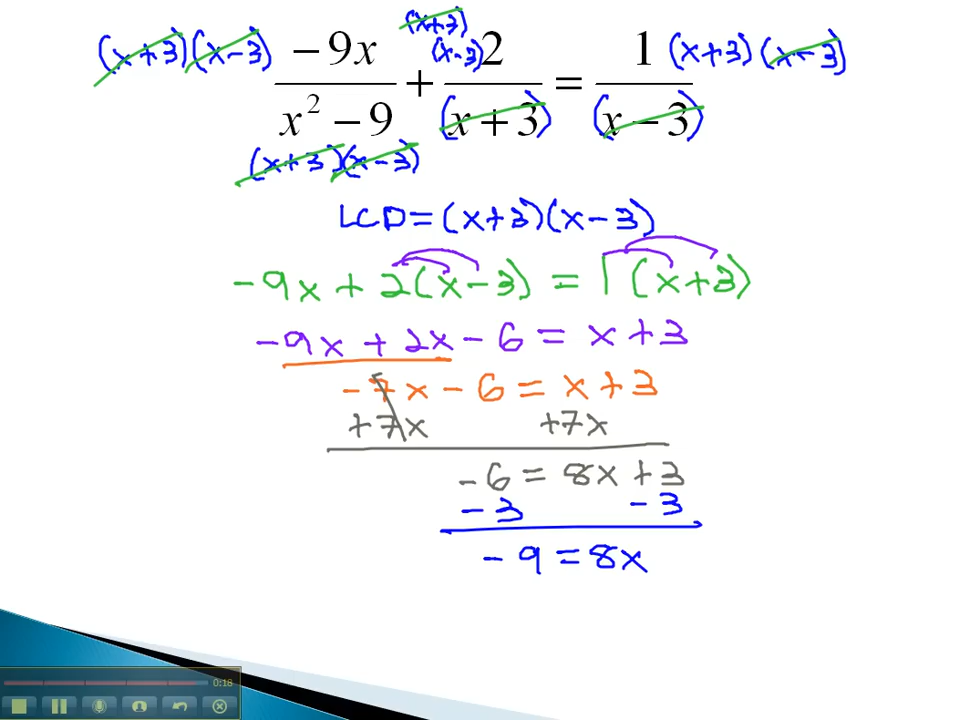 (x+3)(x-3) -9x/x²-9 + (x+3)(x-3) 2/(x+3) = 1/(x-3) (x+3)(x-3)
(x+3)(x-3)
LCD=(x+3)(x-3)
-9x + 2(x-3) = 1(x+3)
-9x + 2x - 6 = x + 3
-7x - 6 = x + 3
+7x +7x
-6 = 8x + 3
-3 -3
-9 = 8x
0:18